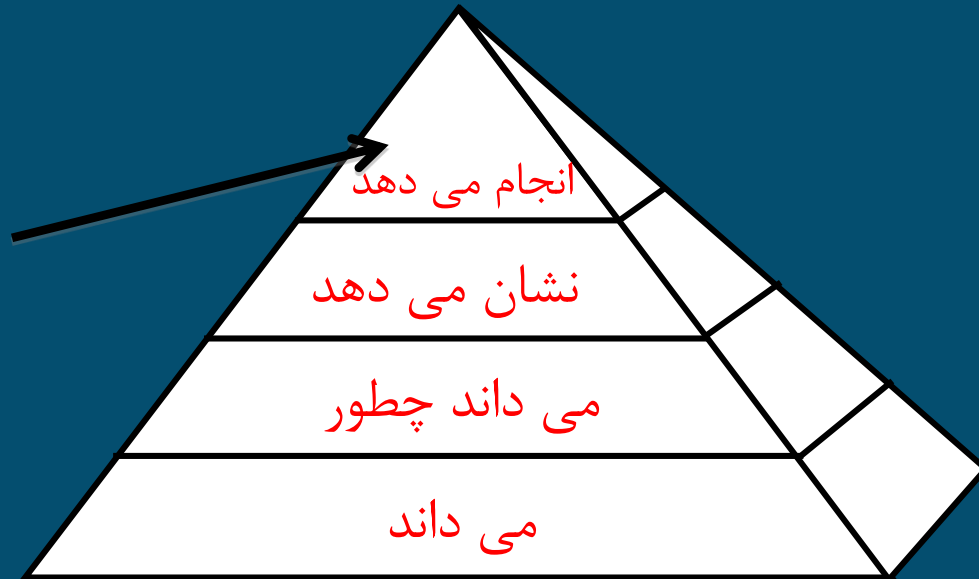 انجام می دهد
نشان می دهد
می داند چطور
می داند